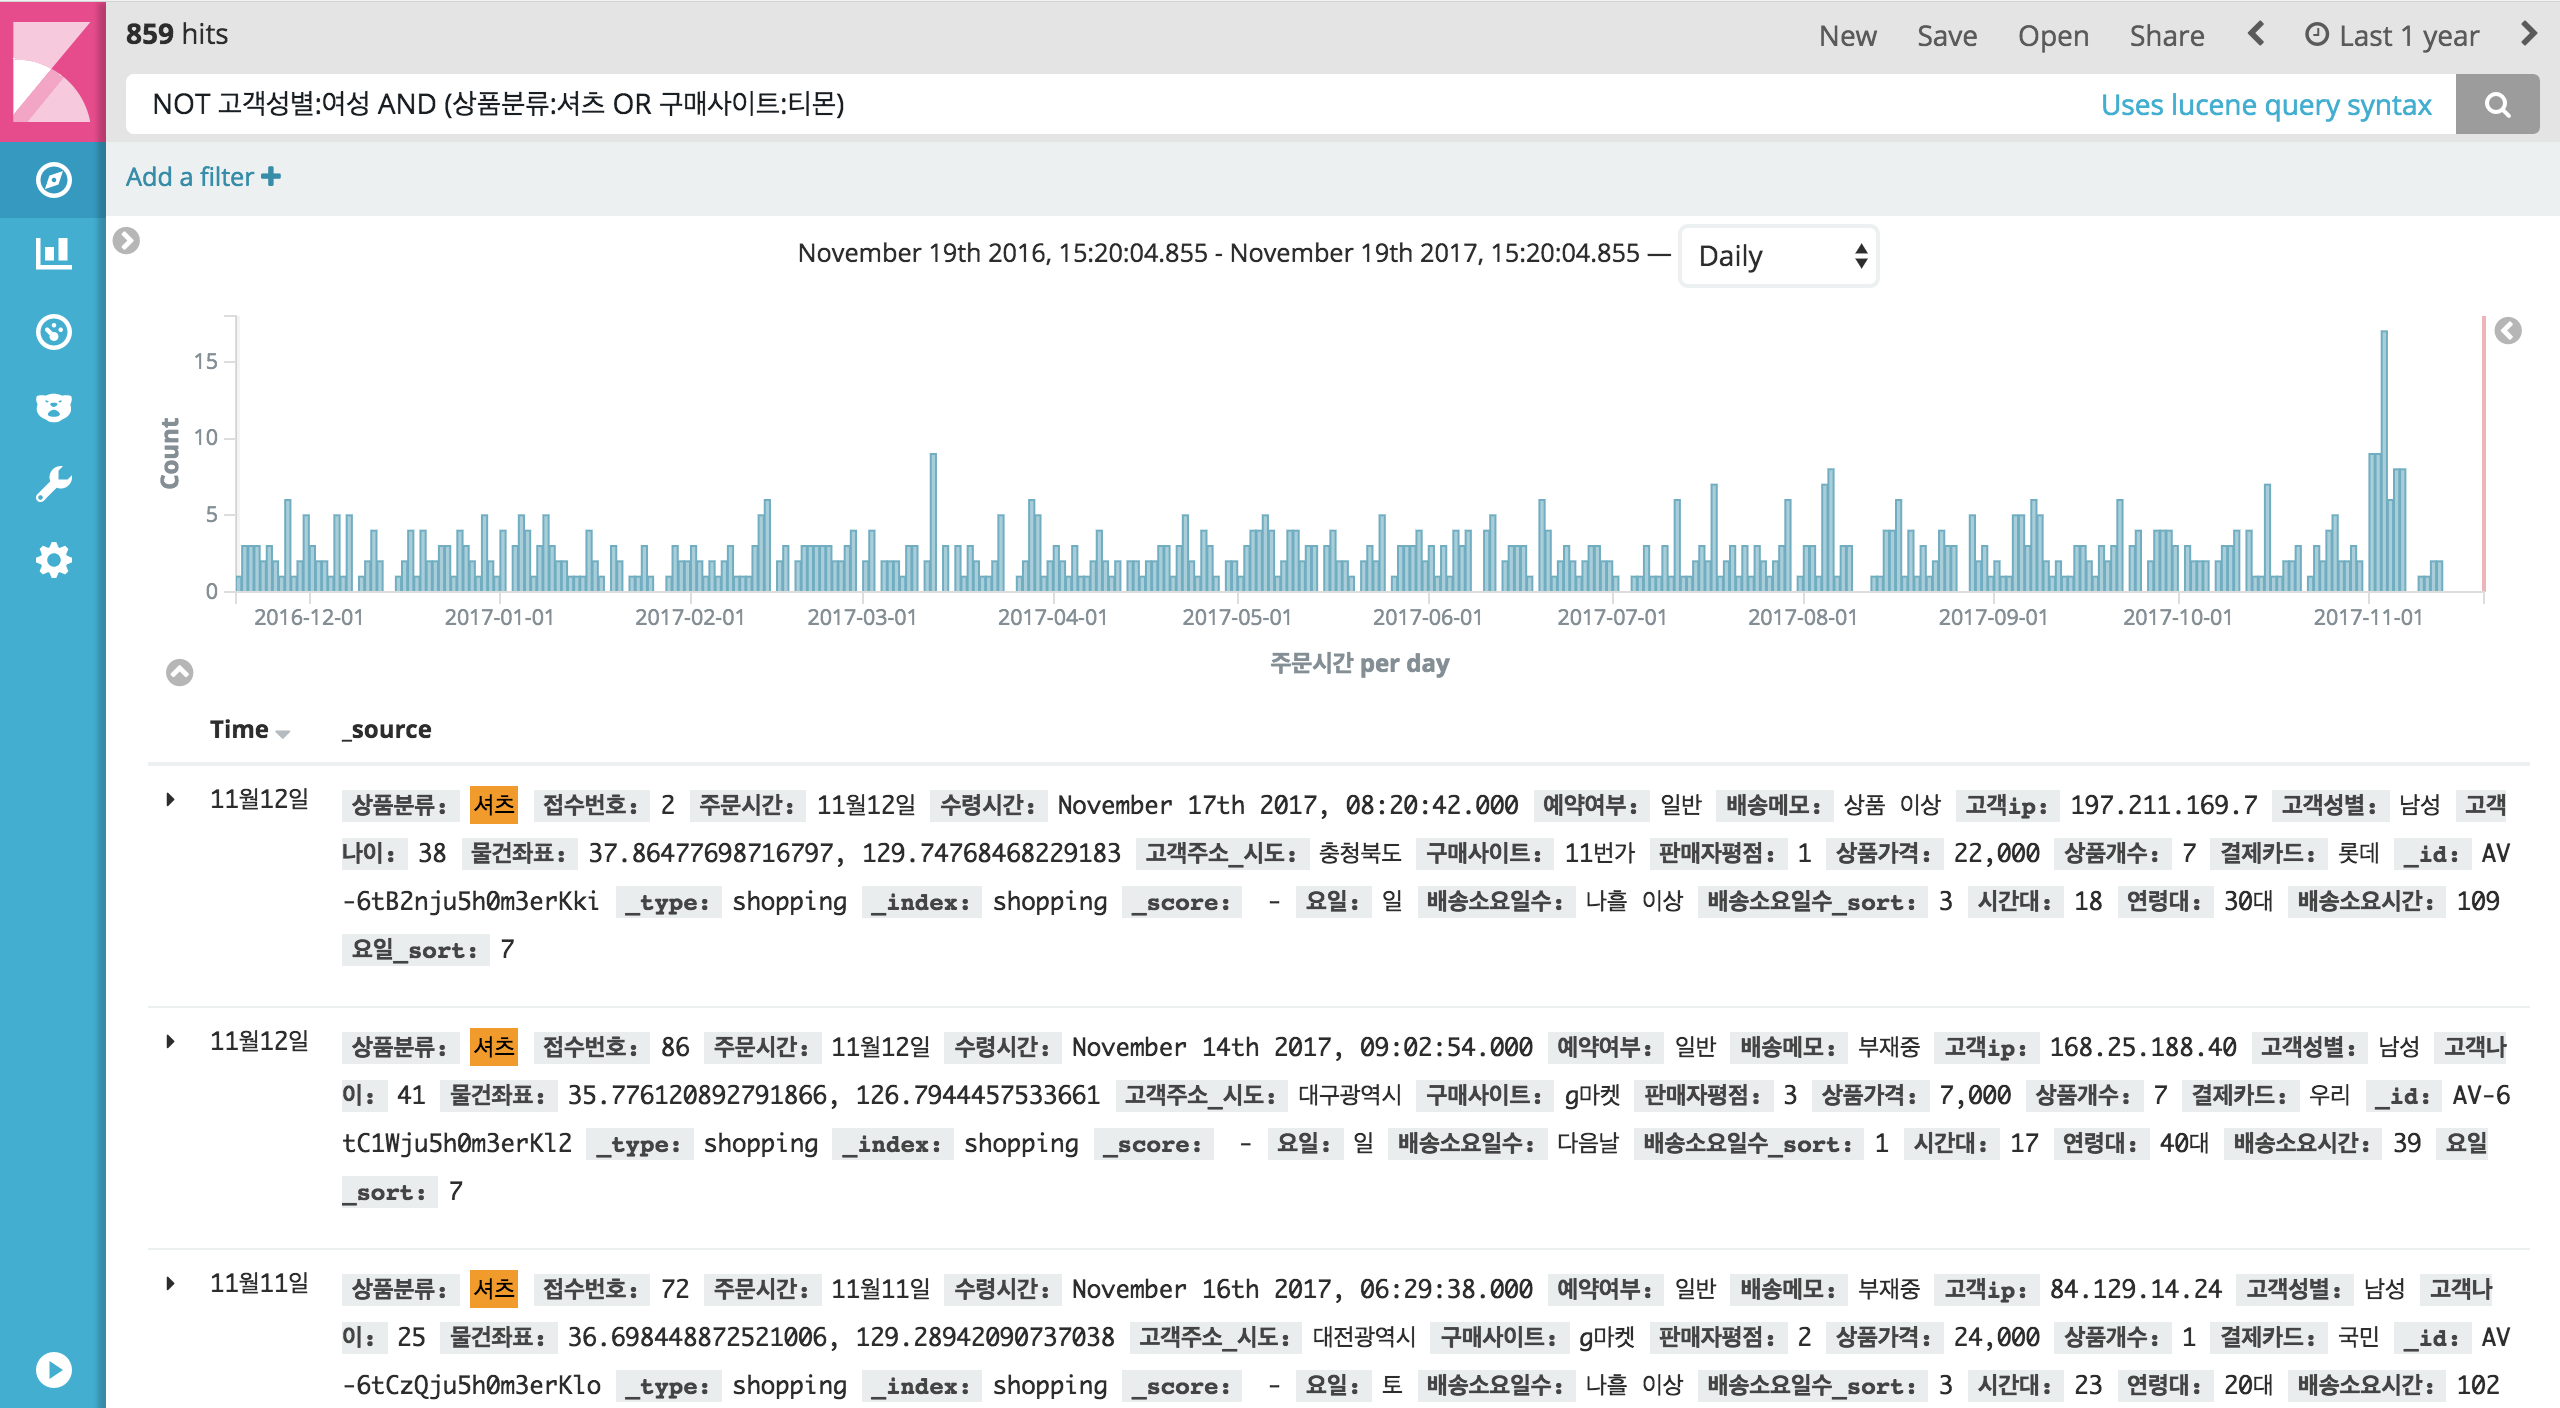 859 hits
New Save Open Share Last 1 year
NOT 고객성별:여성 AND (상품분류:셔츠 OR 구매사이트:티몬)
Uses lucene query syntax
Add a filter
November 19th 2016, 15:20:04.855 - November 19th 2017, 15:20:04.855 — Daily
15
10
5
0
Count
2016-12-01 2017-01-01 2017-02-01 2017-03-01 2017-04-01 2017-05-01 2017-06-01 2017-07-01 2017-08-01 2017-09-01 2017-10-01 2017-11-01
주문시간 per day
Time _source
11월12일 상품분류: 셔츠 접수번호: 2 주문시간: 11월12일 수령시간: November 17th 2017, 08:20:42.000 예약여부: 일반 배송메모: 상품 이상 고객ip: 197.211.169.7 고객성별: 남성 고객
나이: 38 물건좌표: 37.86477698716797, 129.74768468229183 고객주소_시도: 충청북도 구매사이트: 11번가 판매자평점: 1 상품가격: 22,000 상품개수: 7 결제카드: 롯데 _id: AV
-6tB2nju5h0m3erKki _type: shopping _index: shopping _score: - 요일: 일 배송소요일수: 나흘 이상 배송소요일수_sort: 3 시간대: 18 연령대: 30대 배송소요시간: 109
요일_sort: 7
11월12일 상품분류: 셔츠 접수번호: 86 주문시간: 11월12일 수령시간: November 14th 2017, 09:02:54.000 예약여부: 일반 배송메모: 부재중 고객ip: 168.25.188.40 고객성별: 남성 고객나
이: 41 물건좌표: 35.776120892791866, 126.7944457533661 고객주소_시도: 대구광역시 구매사이트: g마켓 판매자평점: 3 상품가격: 7,000 상품개수: 7 결제카드: 우리 _id: AV-6
tC1Wju5h0m3erKl2 _type: shopping _index: shopping _score: - 요일: 일 배송소요일수: 다음날 배송소요일수_sort: 1 시간대: 17 연령대: 40대 배송소요시간: 39 요일
_sort: 7
11월11일 상품분류: 셔츠 접수번호: 72 주문시간: 11월11일 수령시간: November 16th 2017, 06:29:38.000 예약여부: 일반 배송메모: 부재중 고객ip: 84.129.14.24 고객성별: 남성 고객나
이: 25 물건좌표: 36.698448872521006, 129.28942090737038 고객주소_시도: 대전광역시 구매사이트: g마켓 판매자평점: 2 상품가격: 24,000 상품개수: 1 결제카드: 국민 _id: AV
-6tCzQju5h0m3erKlo _type: shopping _index: shopping _score: - 요일: 토 배송소요일수: 나흘 이상 배송소요일수_sort: 3 시간대: 23 연령대: 20대 배송소요시간: 102